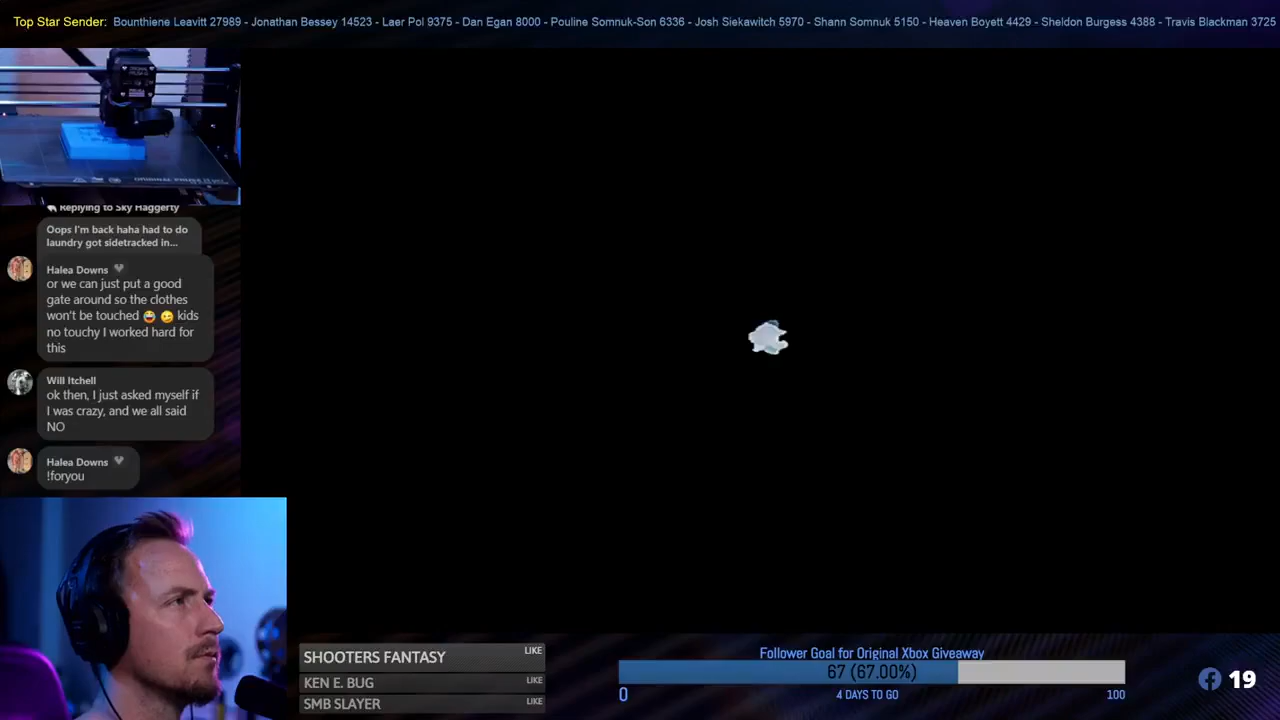 Top Star Sender: Bounthiene Leavitt 27989 - Jonathan Bessey 14523 - Laer Pol 9375 - Dan Egan 8000 - Pouline Somnuk-Son 6336 - Josh Siekawitch 5970 - Shann Somnuk 5150 - Heaven Boyett 4429 - Sheldon Burgess 4388 - Travis Blackman 3725
Replying to Sky Haggerty
Oops I'm back haha had to do
laundry got sidetracked in...
Halea Downs
or we can just put a good
gate around so the clothes
won't be touched 😂 😉 kids
no touchy I worked hard for
this
Will Itchell
ok then, I just asked myself if
I was crazy, and we all said
NO
Halea Downs
!foryou
SHOOTERS FANTASY LIKE
KEN E. BUG LIKE
SMB SLAYER LIKE
Follower Goal for Original Xbox Giveaway
67 (67.00%)
0 4 DAYS TO GO 100
19